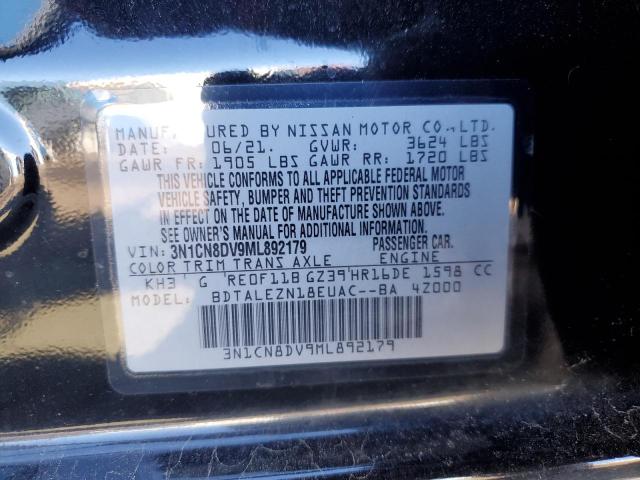 MANUFACTURED BY NISSAN MOTOR CO., LTD.
DATE: 06/21. GVWR: 3624 LBS
GAWR FR: 1905 LBS GAWR RR: 1720 LBS
THIS VEHICLE CONFORMS TO ALL APPLICABLE FEDERAL MOTOR
VEHICLE SAFETY, BUMPER AND THEFT PREVENTION STANDARDS
IN EFFECT ON THE DATE OF MANUFACTURE SHOWN ABOVE.
SEE OWNER'S MANUAL FOR ADDITIONAL INFORMATION.
VIN: 3N1CN8DV9ML892179 PASSENGER CAR.
COLOR TRIM TRANS AXLE ENGINE
KH3 G RE0F11B GZ39 HR16DE 1598 CC
MODEL: BDTALEZN18EUAC--BA 4Z000
3N1CN8DV9ML892179